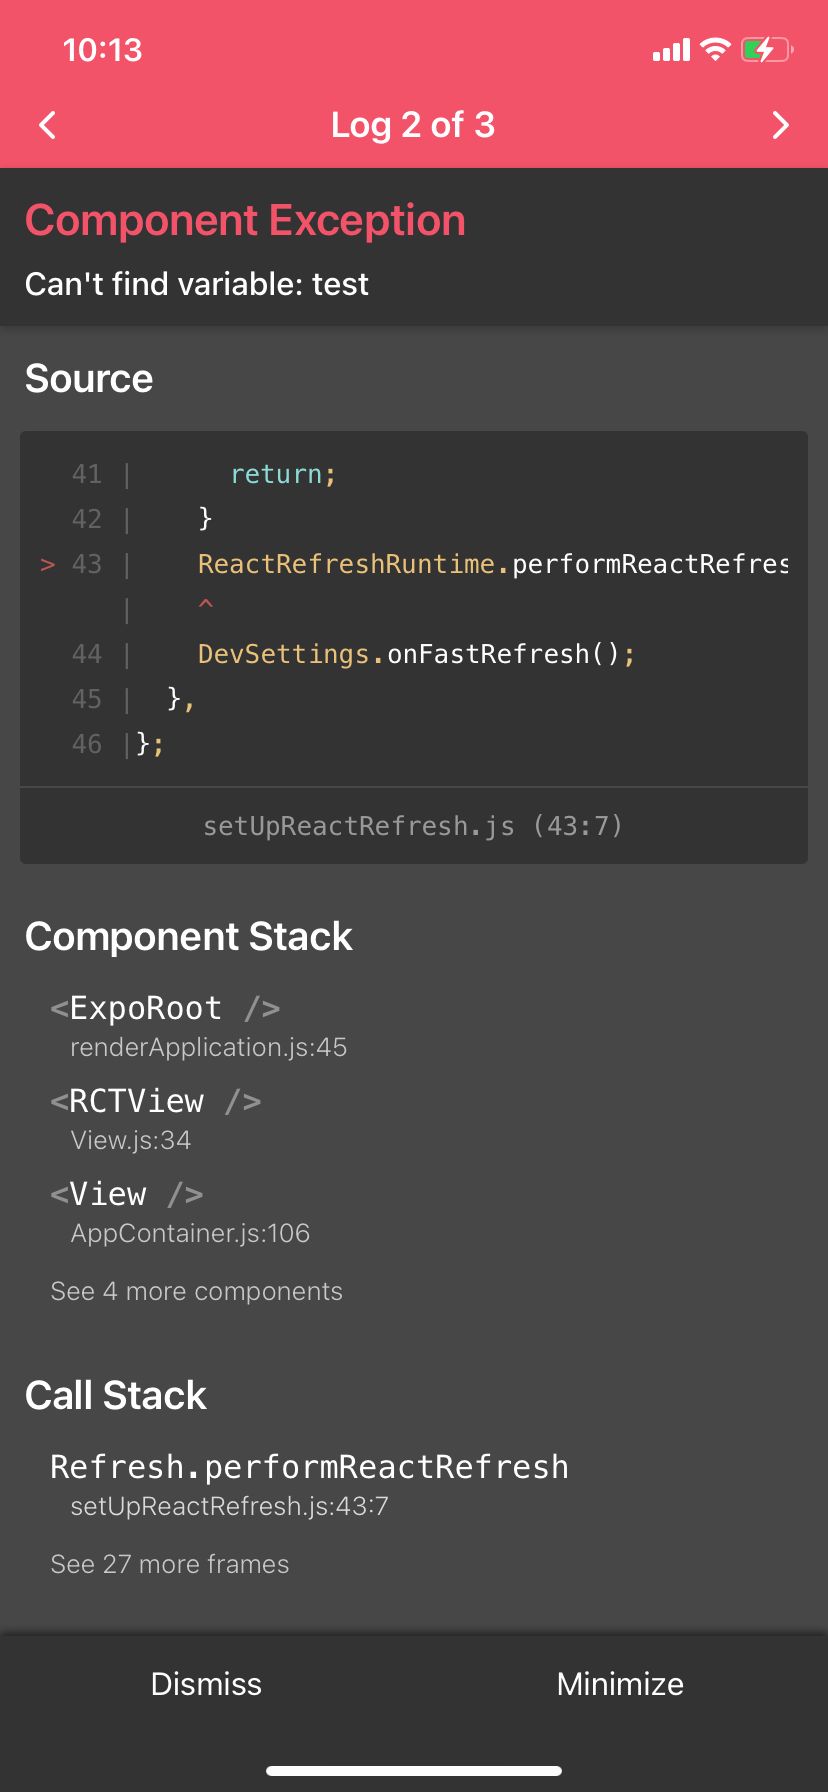 10:13
Log 2 of 3
Component Exception
Can't find variable: test
Source
41 |       return;
42 |     }
> 43 |     ReactRefreshRuntime.performReactRefres
|     ^
44 |     DevSettings.onFastRefresh();
45 |   },
46 | };
setUpReactRefresh.js (43:7)
Component Stack
<ExpoRoot />
renderApplication.js:45
<RCTView />
View.js:34
<View />
AppContainer.js:106
See 4 more components
Call Stack
Refresh.performReactRefresh
setUpReactRefresh.js:43:7
See 27 more frames
Dismiss Minimize